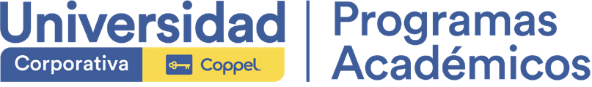 Universidad
Corporativa Coppel.
Programas
Académicos